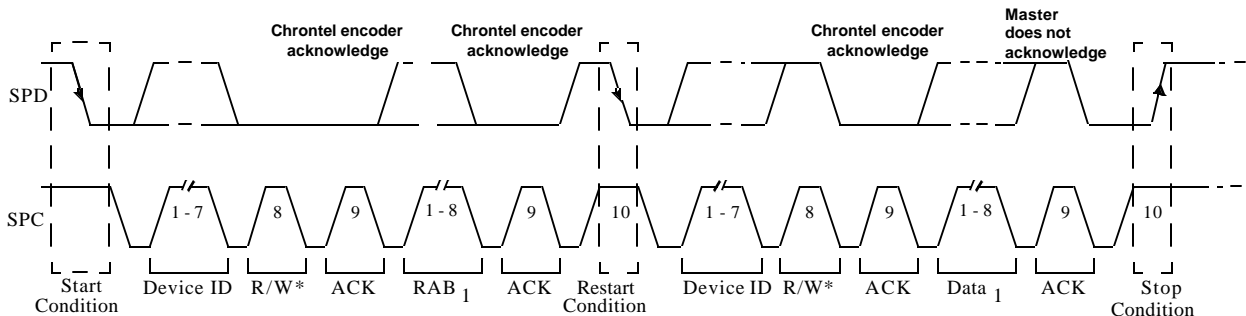 Chrontel encoder
acknowledge
Chrontel encoder
acknowledge
Chrontel encoder
acknowledge
Master
does not
acknowledge
SPD
SPC
1 - 7
8
9
1 - 8
9
10
1 - 7
8
9
1 - 8
9
10
Start
Condition
Device ID
R/W*
ACK
RAB 1
ACK
Restart
Condition
Device ID
R/W*
ACK
Data 1
ACK
Stop
Condition